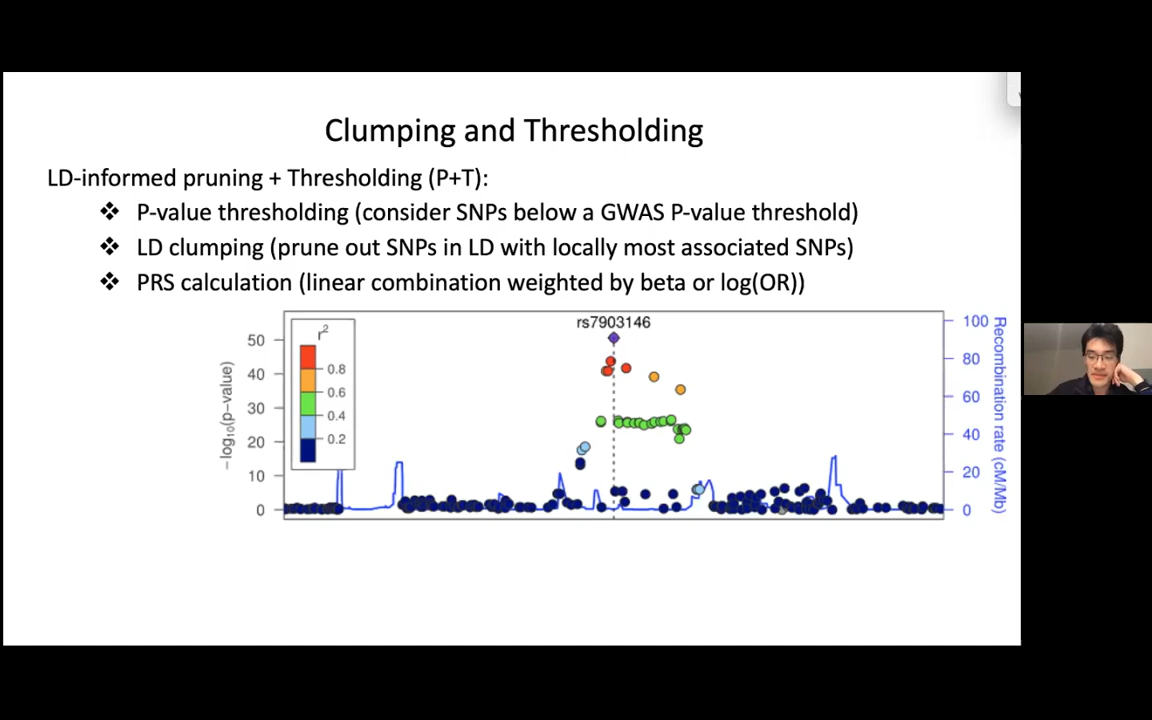 Clumping and Thresholding
LD-informed pruning + Thresholding (P+T):
❖ P-value thresholding (consider SNPs below a GWAS P-value threshold)
❖ LD clumping (prune out SNPs in LD with locally most associated SNPs)
❖ PRS calculation (linear combination weighted by beta or log(OR))
rs7903146
r²
0.8
0.6
0.4
0.2
−log₁₀(p−value)
50
40
30
20
10
0
100
80
60
40
20
0
Recombination rate (cM/Mb)